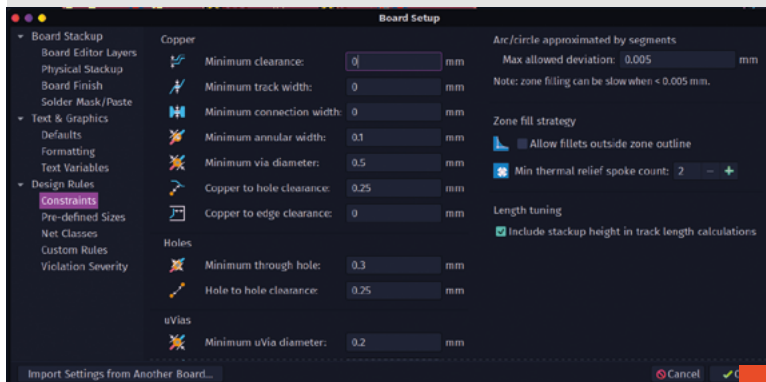 Board Setup
Board Stackup
Board Editor Layers
Physical Stackup
Board Finish
Solder Mask/Paste
Text & Graphics
Defaults
Formatting
Text Variables
Design Rules
Constraints
Pre-defined Sizes
Net Classes
Custom Rules
Violation Severity
Copper
Minimum clearance: 0 mm
Minimum track width: 0 mm
Minimum connection width: 0 mm
Minimum annular width: 0.1 mm
Minimum via diameter: 0.5 mm
Copper to hole clearance: 0.25 mm
Copper to edge clearance: 0 mm
Holes
Minimum through hole: 0.3 mm
Hole to hole clearance: 0.25 mm
uVias
Minimum uVia diameter: 0.2 mm
Arc/circle approximated by segments
Max allowed deviation: 0.005 mm
Note: zone filling can be slow when < 0.005 mm.
Zone fill strategy
Allow fillets outside zone outline
Min thermal relief spoke count: 2 − +
Length tuning
Include stackup height in track length calculations
Import Settings from Another Board...
Cancel